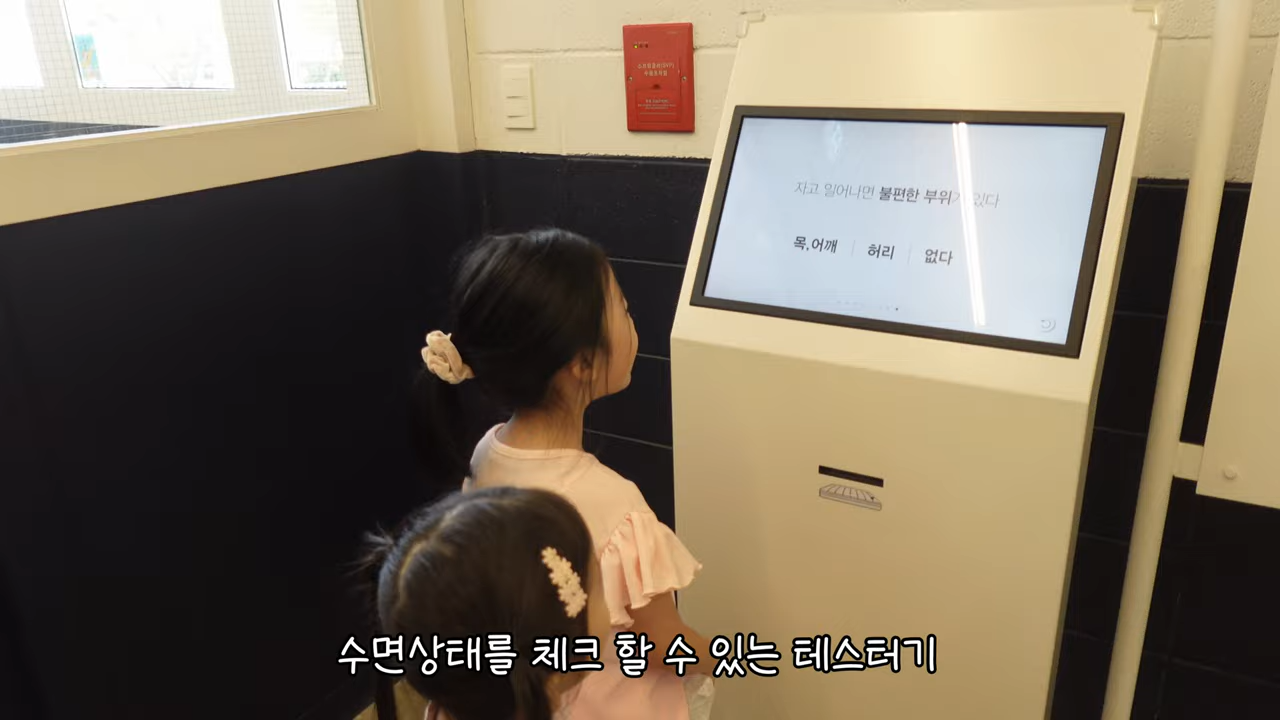 자고 일어나면 불편한 부위가 있다
목,어깨 허리 없다
수면상태를 체크 할 수 있는 테스터기